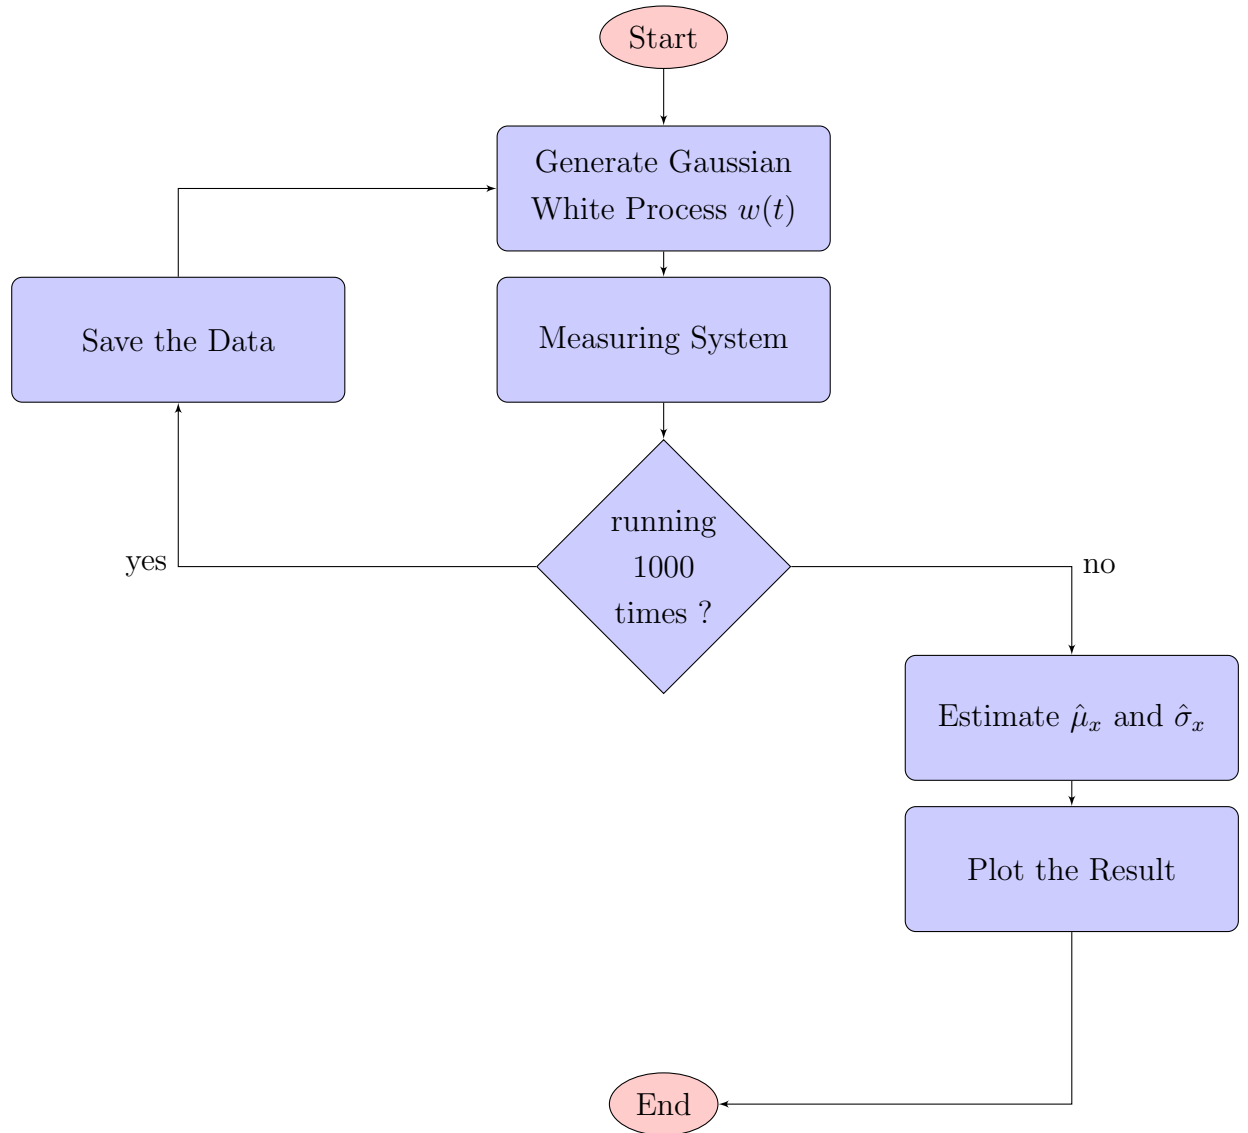 Start
Generate Gaussian
White Process w(t)
Save the Data
Measuring System
running
1000
times ?
yes
no
Estimate μ̂ₓ and σ̂ₓ
Plot the Result
End